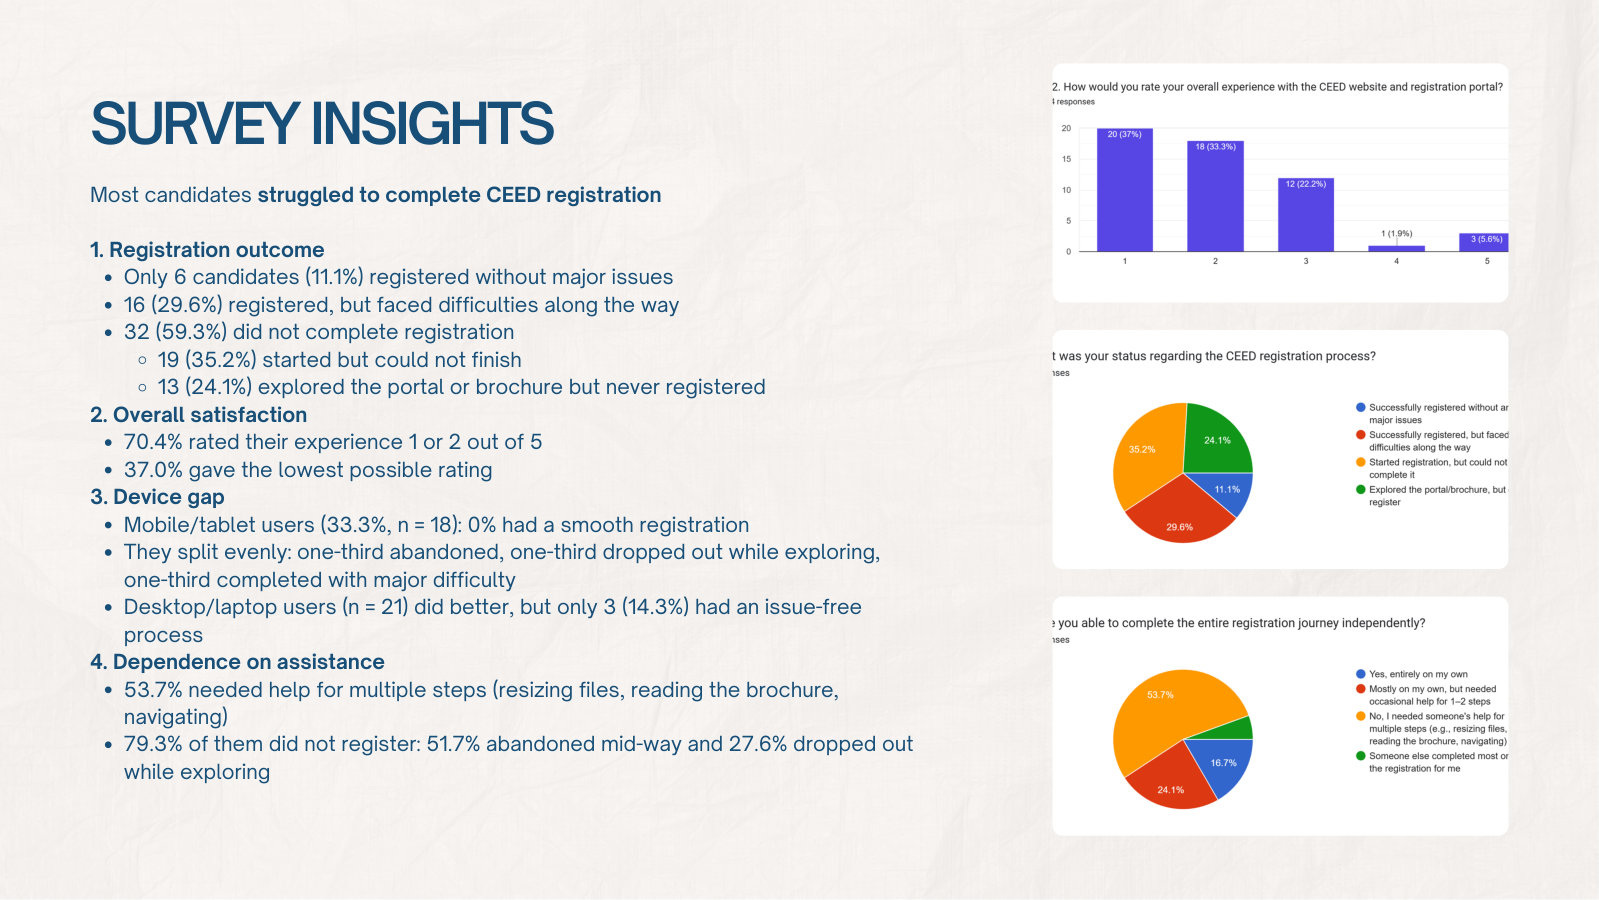 SURVEY INSIGHTS
Most candidates struggled to complete CEED registration
1. Registration outcome
• Only 6 candidates (11.1%) registered without major issues
• 16 (29.6%) registered, but faced difficulties along the way
• 32 (59.3%) did not complete registration
◦ 19 (35.2%) started but could not finish
◦ 13 (24.1%) explored the portal or brochure but never registered
2. Overall satisfaction
• 70.4% rated their experience 1 or 2 out of 5
• 37.0% gave the lowest possible rating
3. Device gap
• Mobile/tablet users (33.3%, n = 18): 0% had a smooth registration
• They split evenly: one-third abandoned, one-third dropped out while exploring,
one-third completed with major difficulty
• Desktop/laptop users (n = 21) did better, but only 3 (14.3%) had an issue-free
process
4. Dependence on assistance
• 53.7% needed help for multiple steps (resizing files, reading the brochure,
navigating)
• 79.3% of them did not register: 51.7% abandoned mid-way and 27.6% dropped out
while exploring
2. How would you rate your overall experience with the CEED website and registration portal?
4 responses
20
15
10
5
0
20 (37%)
18 (33.3%)
12 (22.2%)
1 (1.9%)
3 (5.6%)
1 2 3 4 5
t was your status regarding the CEED registration process?
nses
35.2%
24.1%
11.1%
29.6%
Successfully registered without ar
major issues
Successfully registered, but faced
difficulties along the way
Started registration, but could not
complete it
Explored the portal/brochure, but
register
e you able to complete the entire registration journey independently?
nses
53.7%
16.7%
24.1%
Yes, entirely on my own
Mostly on my own, but needed
occasional help for 1–2 steps
No, I needed someone's help for
multiple steps (e.g., resizing files,
reading the brochure, navigating)
Someone else completed most or
the registration for me